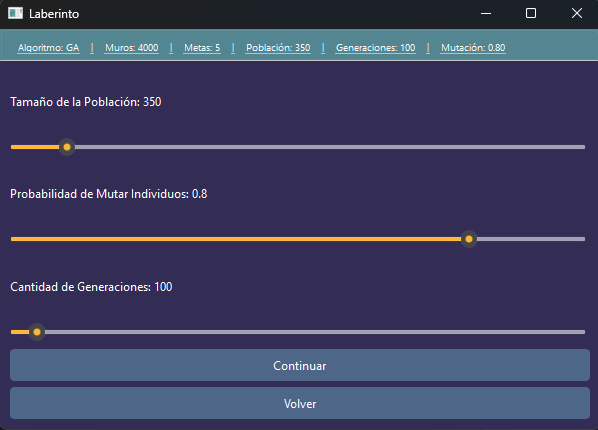 Laberinto
Algoritmo: GA | Muros: 4000 | Metas: 5 | Población: 350 | Generaciones: 100 | Mutación: 0.80
Tamaño de la Población: 350
Probabilidad de Mutar Individuos: 0.8
Cantidad de Generaciones: 100
Continuar
Volver